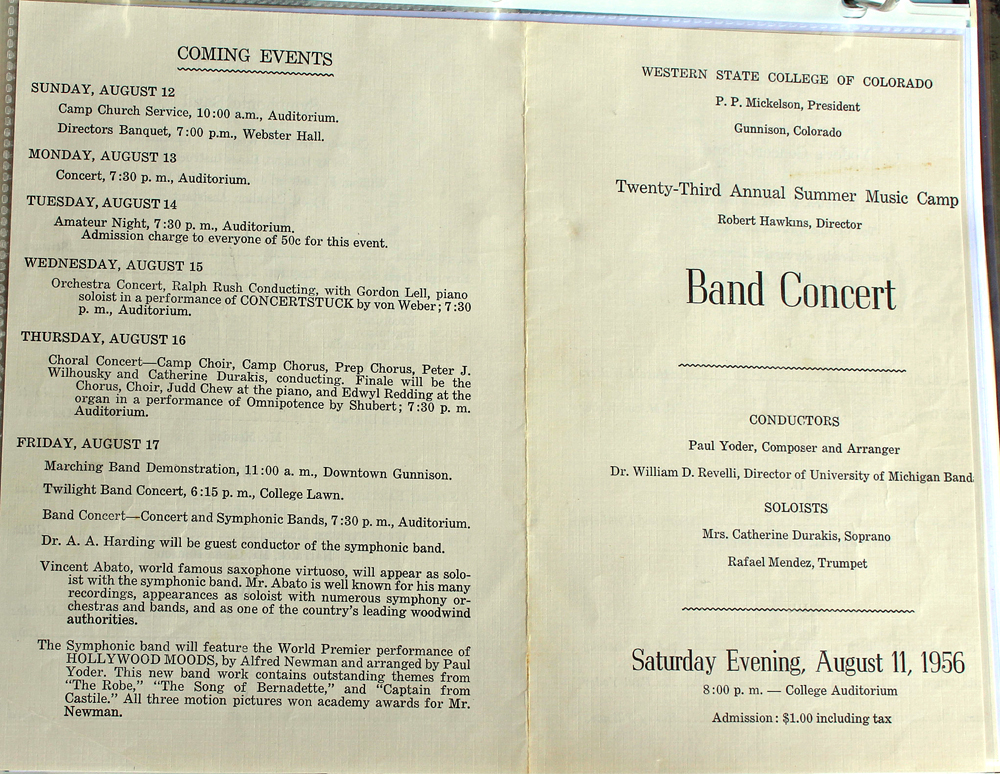 COMING EVENTS
SUNDAY, AUGUST 12
Camp Church Service, 10:00 a.m., Auditorium.
Directors Banquet, 7:00 p.m., Webster Hall.
MONDAY, AUGUST 13
Concert, 7:30 p. m., Auditorium.
TUESDAY, AUGUST 14
Amateur Night, 7:30 p. m., Auditorium.
Admission charge to everyone of 50c for this event.
WEDNESDAY, AUGUST 15
Orchestra Concert, Ralph Rush Conducting, with Gordon Lell, piano
soloist in a performance of CONCERTSTUCK by von Weber; 7:30
p. m., Auditorium.
THURSDAY, AUGUST 16
Choral Concert—Camp Choir, Camp Chorus, Prep Chorus, Peter J.
Wilhousky and Catherine Durakis, conducting. Finale will be the
Chorus, Choir, Judd Chew at the piano, and Edwyl Redding at the
organ in a performance of Omnipotence by Shubert; 7:30 p. m.
Auditorium.
FRIDAY, AUGUST 17
Marching Band Demonstration, 11:00 a. m., Downtown Gunnison.
Twilight Band Concert, 6:15 p. m., College Lawn.
Band Concert—Concert and Symphonic Bands, 7:30 p. m., Auditorium.
Dr. A. A. Harding will be guest conductor of the symphonic band.
Vincent Abato, world famous saxophone virtuoso, will appear as solo-
ist with the symphonic band. Mr. Abato is well known for his many
recordings, appearances as soloist with numerous symphony or-
chestras and bands, and as one of the country's leading woodwind
authorities.
The Symphonic band will feature the World Premier performance of
HOLLYWOOD MOODS, by Alfred Newman and arranged by Paul
Yoder. This new band work contains outstanding themes from
"The Robe," "The Song of Bernadette," and "Captain from
Castile." All three motion pictures won academy awards for Mr.
Newman.
WESTERN STATE COLLEGE OF COLORADO
P. P. Mickelson, President
Gunnison, Colorado
Twenty-Third Annual Summer Music Camp
Robert Hawkins, Director
Band Concert
CONDUCTORS
Paul Yoder, Composer and Arranger
Dr. William D. Revelli, Director of University of Michigan Band
SOLOISTS
Mrs. Catherine Durakis, Soprano
Rafael Mendez, Trumpet
Saturday Evening, August 11, 1956
8:00 p. m. — College Auditorium
Admission: $1.00 including tax